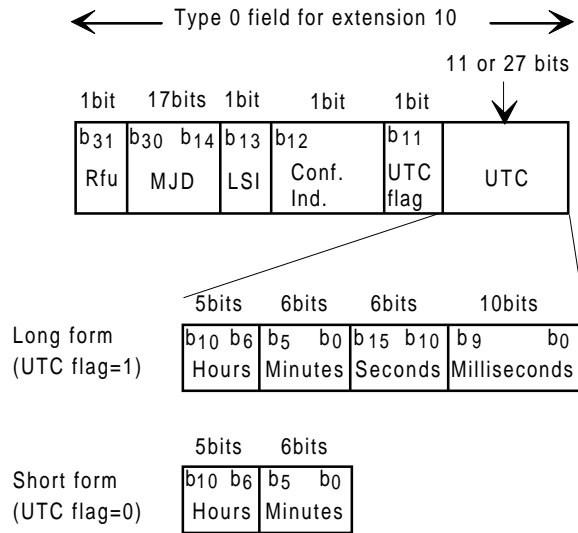 Type 0 field for extension 10
11 or 27 bits
1bit 17bits 1bit 1bit 1bit
b31 b30 b14 b13 b12 b11
Rfu MJD LSI Conf. Ind. UTC flag UTC
5bits 6bits 6bits 10bits
Long form
(UTC flag=1)
b10 b6 b5 b0 b15 b10 b9 b0
Hours Minutes Seconds Milliseconds
5bits 6bits
Short form
(UTC flag=0)
b10 b6 b5 b0
Hours Minutes